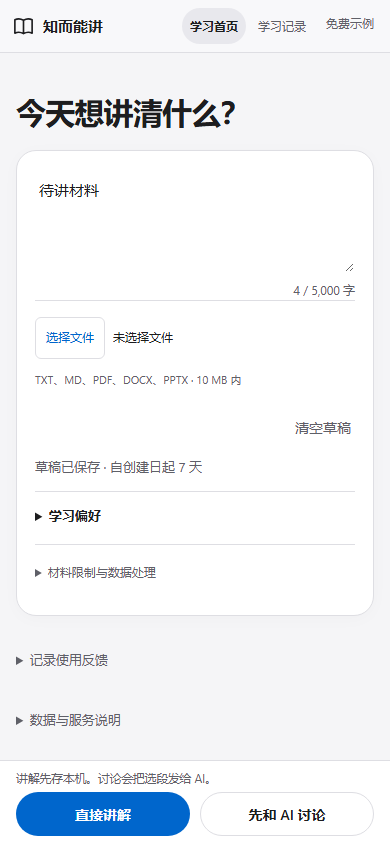 知而能讲
学习首页
学习记录
免费示例
今天想讲清什么？
待讲材料
4 / 5,000 字
选择文件 未选择文件
TXT、MD、PDF、DOCX、PPTX · 10 MB 内
清空草稿
草稿已保存 · 自创建日起 7 天
学习偏好
材料限制与数据处理
记录使用反馈
数据与服务说明
讲解先存本机。讨论会把选段发给 AI。
直接讲解
先和 AI 讨论